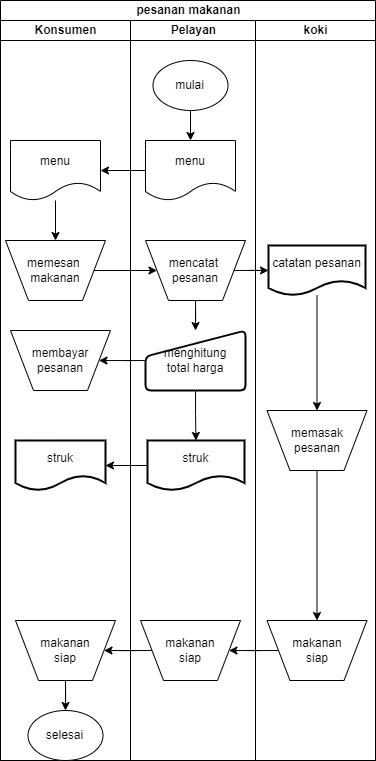 pesanan makanan
Konsumen
Pelayan
koki
mulai
menu
menu
memesan
makanan
mencatat
pesanan
catatan pesanan
membayar
pesanan
menghitung
total harga
memasak
pesanan
struk
struk
makanan
siap
makanan
siap
makanan
siap
selesai